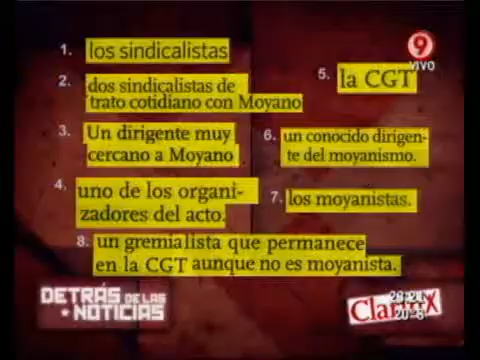 1. los sindicalistas
2. dos sindicalistas de
trato cotidiano con Moyano
3. Un dirigente muy
cercano a Moyano
4. uno de los organi-
zadores del acto.
5. la CGT
6. un conocido dirigen-
te del moyanismo.
7. los moyanistas.
8. un gremialista que permanece
en la CGT aunque no es moyanista.
9
VIVO
DETRÁS DE LAS
NOTICIAS
Clarín X